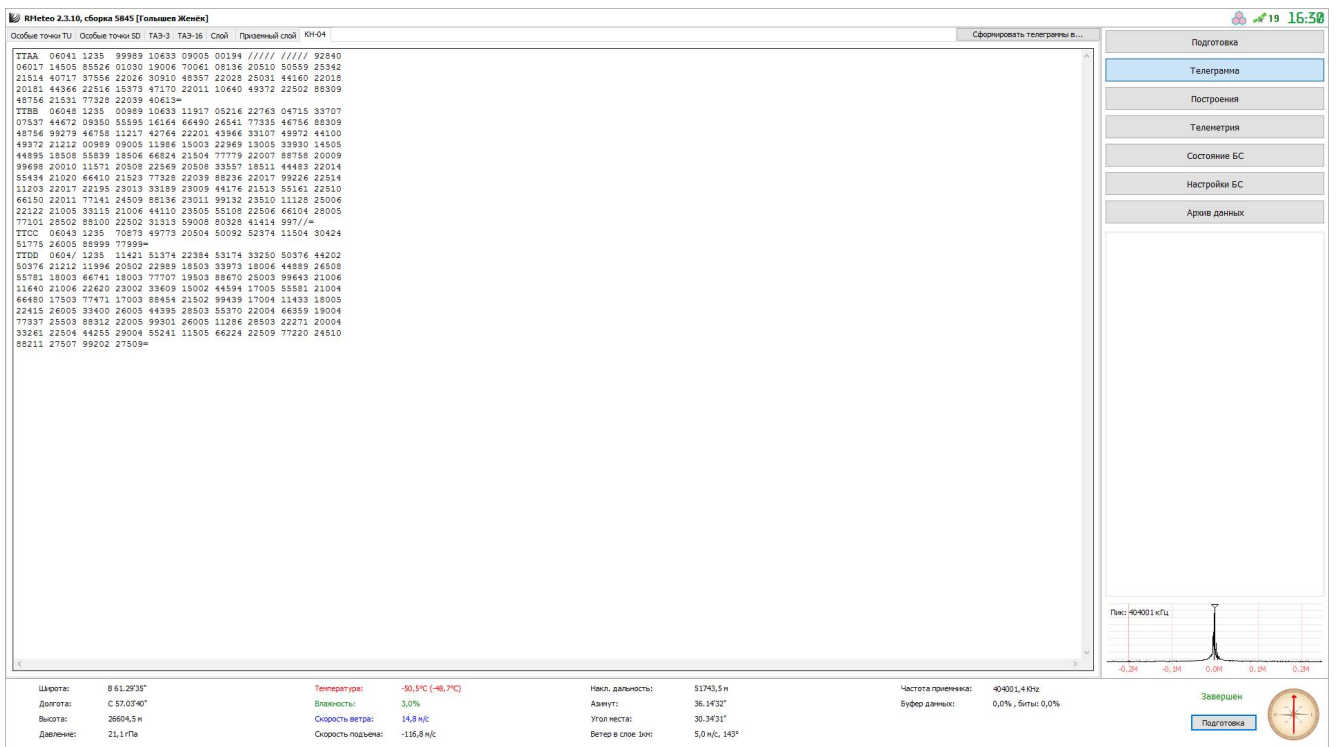 RMeteo 2.3.10, сборка 5845 [Голышев Женёк]
19 16:30
Особые точки TU Особые точки SD ТАЭ-3 ТАЭ-16 Слой Приземный слой КН-04
Сформировать телеграммы в...
TTAA 06041 1235 99989 10633 09005 00194 ///// ///// 92840
06017 14505 85526 01030 19006 70061 08136 20510 50559 25342
21514 40717 37556 22026 30910 48357 22028 25031 44160 22018
20181 44366 22516 15373 47170 22011 10640 49372 22502 88309
48756 21531 77328 22039 40613=
TTBB 06048 1235 00989 10633 11917 05216 22763 04715 33707
07537 44672 09350 55595 16164 66490 26541 77335 46756 88309
48756 99279 46758 11217 42764 22201 43966 33107 49972 44100
49372 21212 00989 09005 11986 15003 22969 13005 33930 14505
44895 18508 55839 18506 66824 21504 77779 22007 88758 20009
99698 20010 11571 20508 22569 20508 33557 18511 44483 22014
55434 21020 66410 21523 77328 22039 88236 22017 99226 22514
11203 22017 22195 23013 33189 23009 44176 21513 55161 22510
66150 22011 77141 24509 88136 23011 99132 23510 11128 25006
22122 21005 33115 21006 44110 23505 55108 22506 66104 28005
77101 28502 88100 22502 31313 59008 80328 41414 997//=
TTCC 06043 1235 70873 49773 20504 50092 52374 11504 30424
51775 26005 88999 77999=
TTDD 0604/ 1235 11421 51374 22384 53174 33250 50376 44202
50376 21212 11996 20502 22989 18503 33973 18006 44889 26508
55781 18003 66741 18003 77707 19503 88670 25003 99643 21006
11640 21006 22620 23002 33609 15002 44594 17005 55581 21004
66480 17503 77471 17003 88454 21502 99439 17004 11433 18005
22415 26005 33400 26005 44395 28503 55370 22004 66359 19004
77337 25503 88312 22005 99301 26005 11286 28503 22271 20004
33261 22504 44255 29004 55241 11505 66224 22509 77220 24510
88211 27507 99202 27509=
Подготовка
Телеграмма
Построения
Телеметрия
Состояние БС
Настройки БС
Архив данных
Пик: 404001 кГц
-0.2M -0.1M 0.0M 0.1M 0.2M
Широта: В 61.29'35"
Долгота: С 57.03'40"
Высота: 26604,5 м
Давление: 21,1 гПа
Температура: -50,5°C (-48,7°C)
Влажность: 3,0%
Скорость ветра: 14,8 м/с
Скорость подъема: -116,8 м/с
Накл. дальность: 51743,5 м
Азимут: 36.14'32"
Угол места: 30.34'31"
Ветер в слое 1км: 5,0 м/с, 143°
Частота приемника: 404001,4 KHz
Буфер данных: 0,0% , биты: 0,0%
Завершен
Подготовка